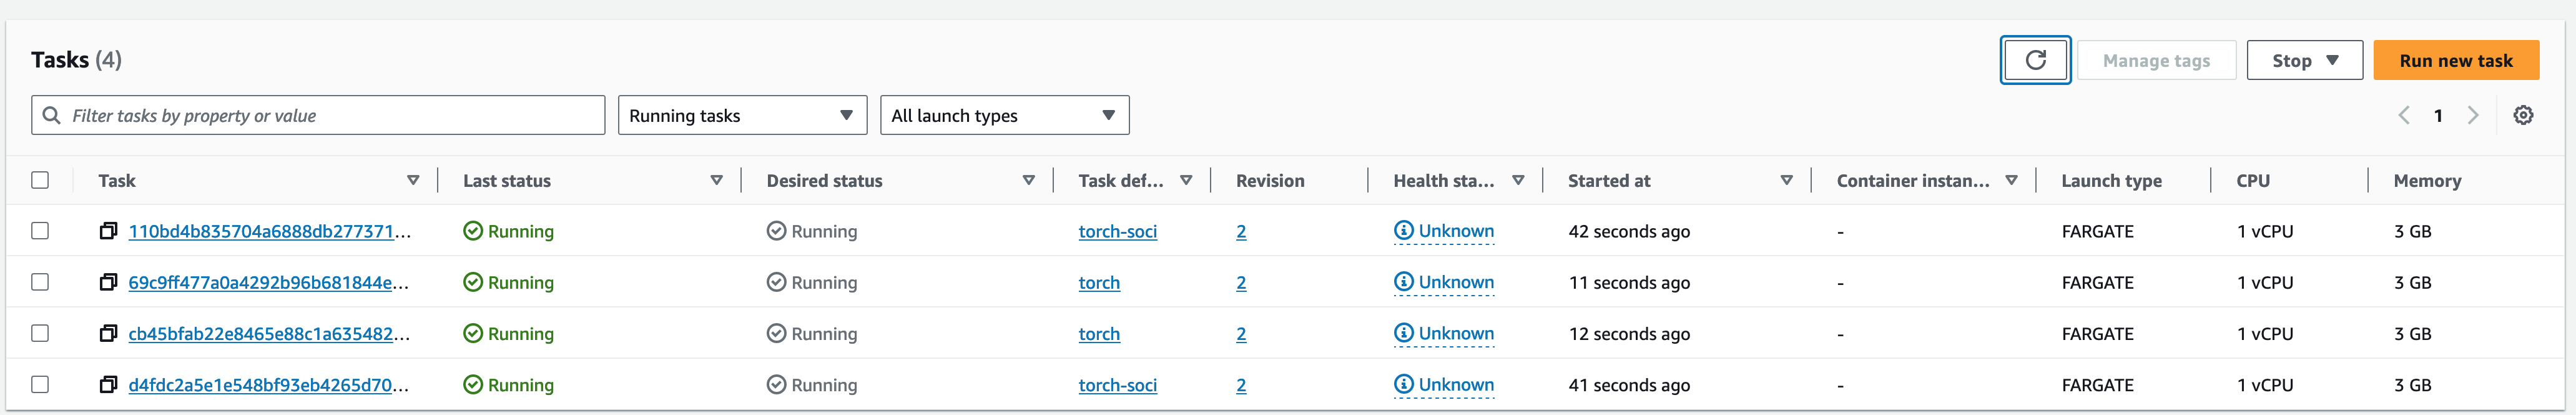 Tasks (4)
Manage tags
Stop
Run new task
Filter tasks by property or value
Running tasks
All launch types
1
Task Last status Desired status Task def... Revision Health sta... Started at Container instan... Launch type CPU Memory
110bd4b835704a6888db277371... Running Running torch-soci 2 Unknown 42 seconds ago - FARGATE 1 vCPU 3 GB
69c9ff477a0a4292b96b681844e... Running Running torch 2 Unknown 11 seconds ago - FARGATE 1 vCPU 3 GB
cb45bfab22e8465e88c1a635482... Running Running torch 2 Unknown 12 seconds ago - FARGATE 1 vCPU 3 GB
d4fdc2a5e1e548bf93eb4265d70... Running Running torch-soci 2 Unknown 41 seconds ago - FARGATE 1 vCPU 3 GB